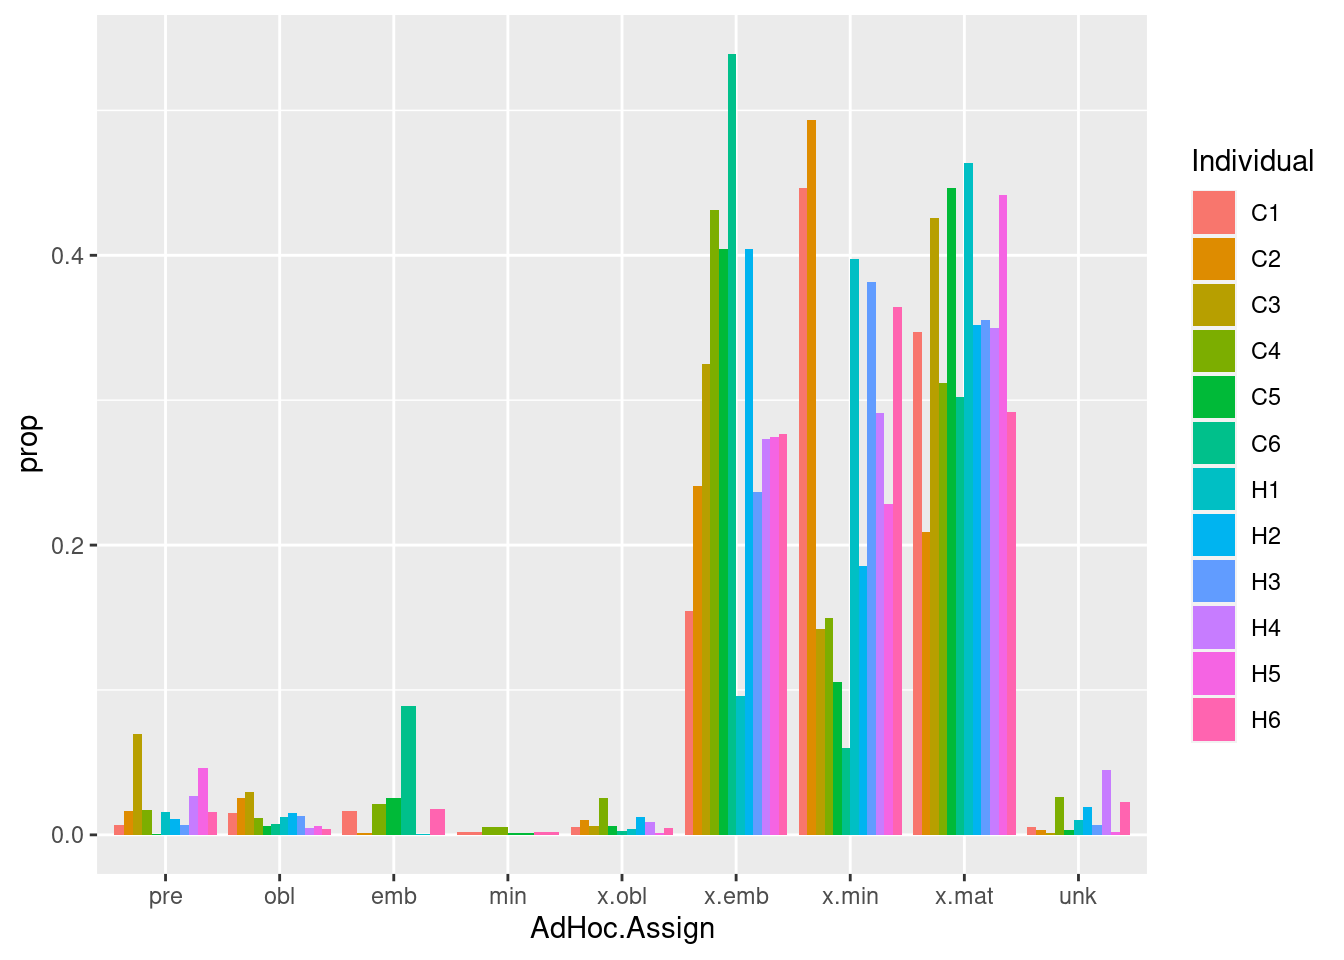 prop
0.4
0.2
0.0
pre obl emb min x.obl x.emb x.min x.mat unk
AdHoc.Assign
Individual
C1
C2
C3
C4
C5
C6
H1
H2
H3
H4
H5
H6